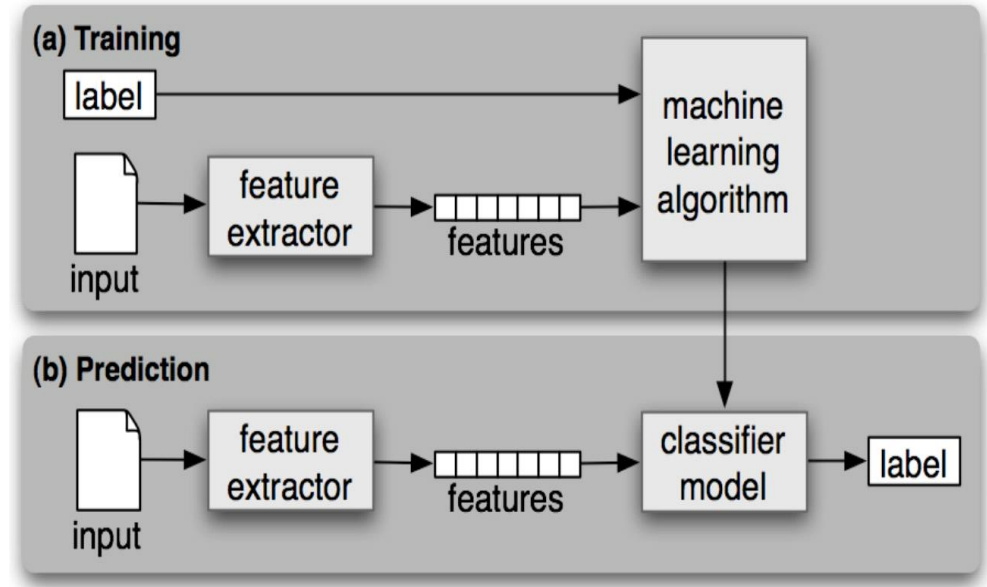 (a) Training
label
machine
learning
algorithm
feature
extractor
features
input
(b) Prediction
feature
extractor
features
input
classifier
model
label